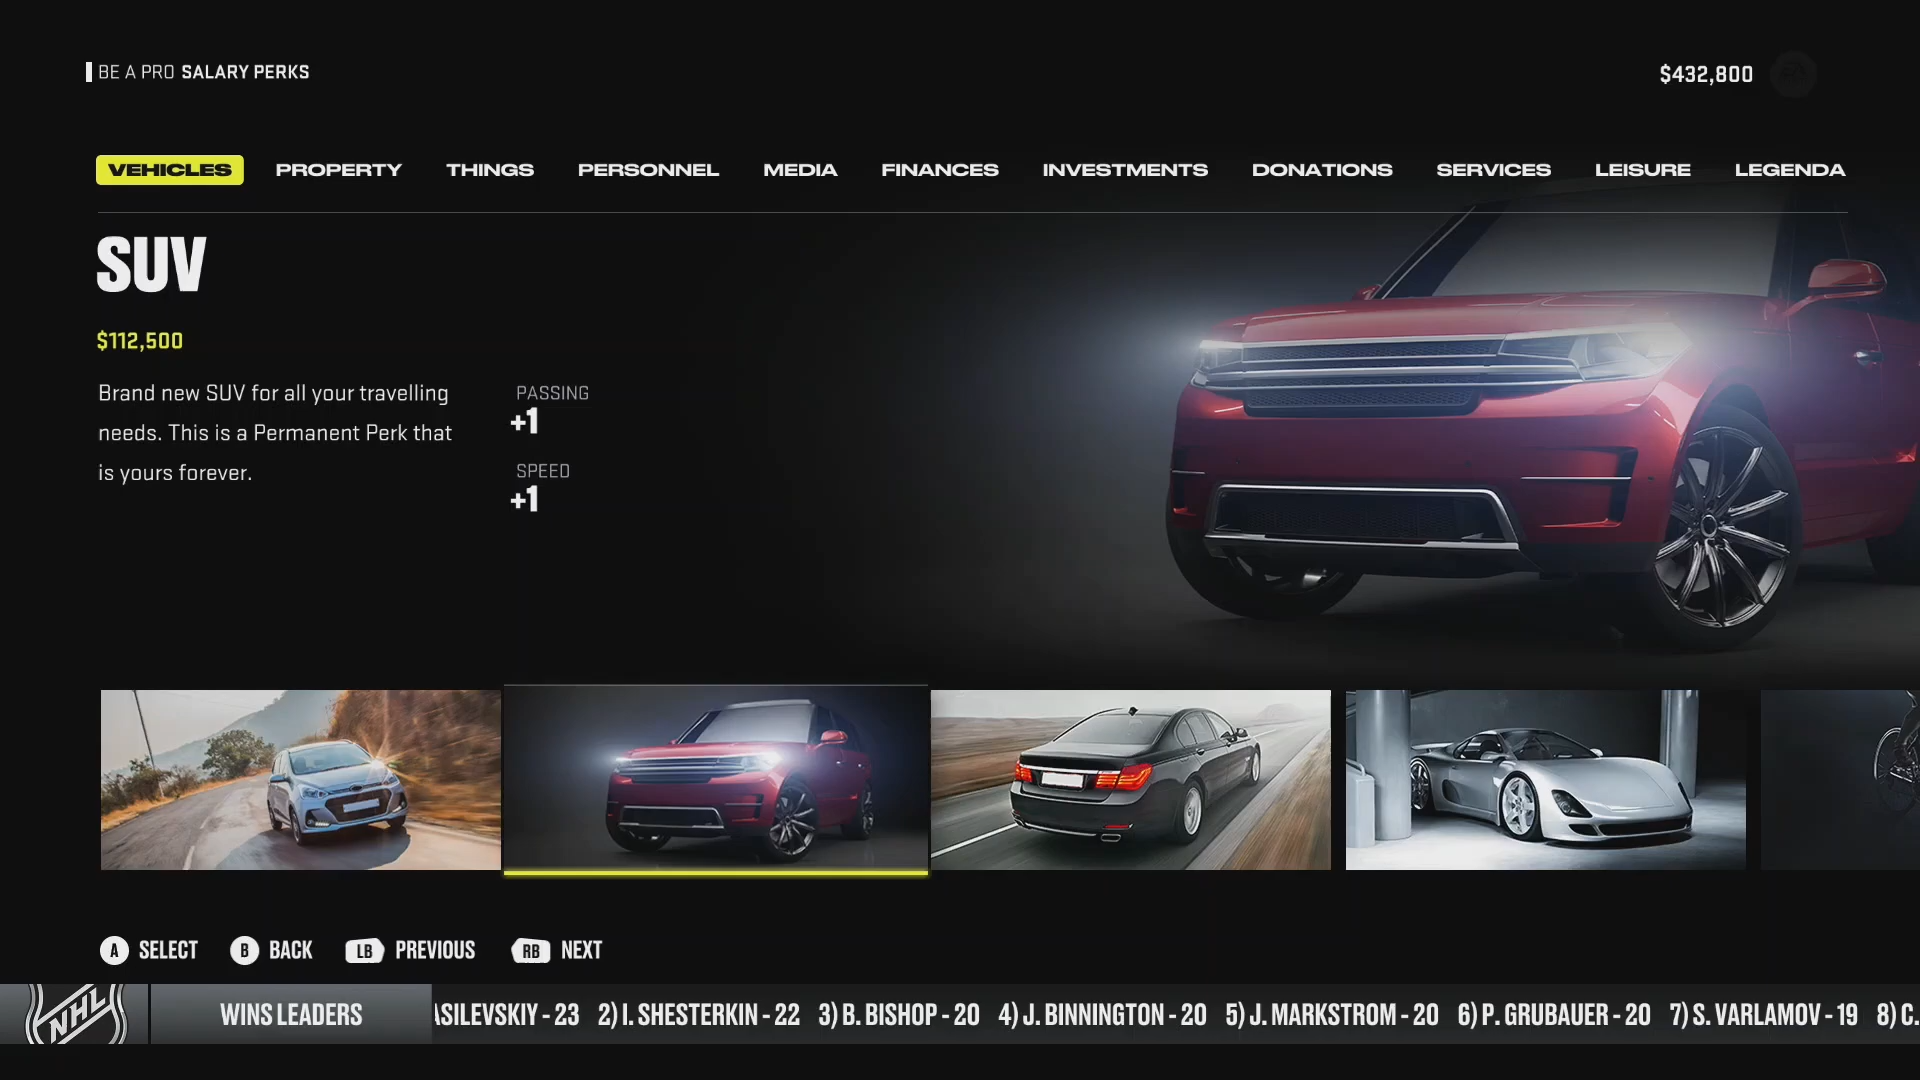 BE A PRO SALARY PERKS
$432,800
VEHICLES PROPERTY THINGS PERSONNEL MEDIA FINANCES INVESTMENTS DONATIONS SERVICES LEISURE LEGENDA
SUV
$112,500
Brand new SUV for all your travelling
needs. This is a Permanent Perk that
is yours forever.
PASSING
+1
SPEED
+1
A SELECT B BACK LB PREVIOUS RB NEXT
NHL WINS LEADERS ASILEVSKIY - 23 2) I. SHESTERKIN - 22 3) B. BISHOP - 20 4) J. BINNINGTON - 20 5) J. MARKSTROM - 20 6) P. GRUBAUER - 20 7) S. VARLAMOV - 19 8) C.